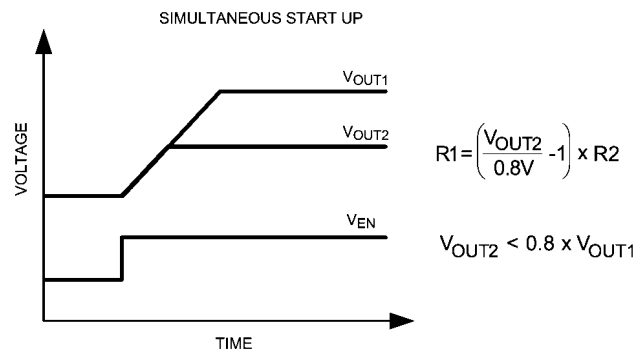 SIMULTANEOUS START UP
VOLTAGE
VOUT1
VOUT2
VEN
TIME
R1 = (VOUT2 / 0.8V - 1) x R2
VOUT2 < 0.8 x VOUT1